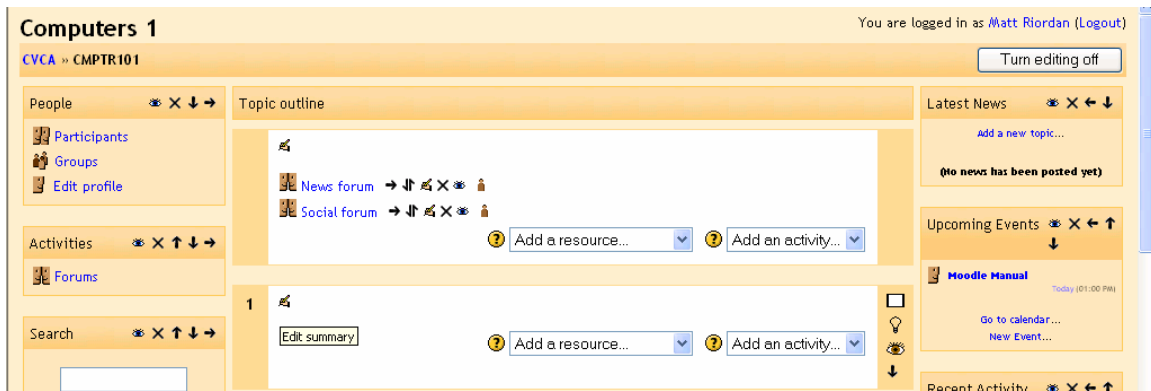 Computers 1
You are logged in as Matt Riordan (Logout)
CVCA » CMPTR101
Turn editing off
People
Participants
Groups
Edit profile
Activities
Forums
Search
Topic outline
News forum
Social forum
? Add a resource...
? Add an activity...
1
Edit summary
? Add a resource...
? Add an activity...
Latest News
Add a new topic...
(No news has been posted yet)
Upcoming Events
Moodle Manual
Today (01:00 PM)
Go to calendar...
New Event...
Recent Activity